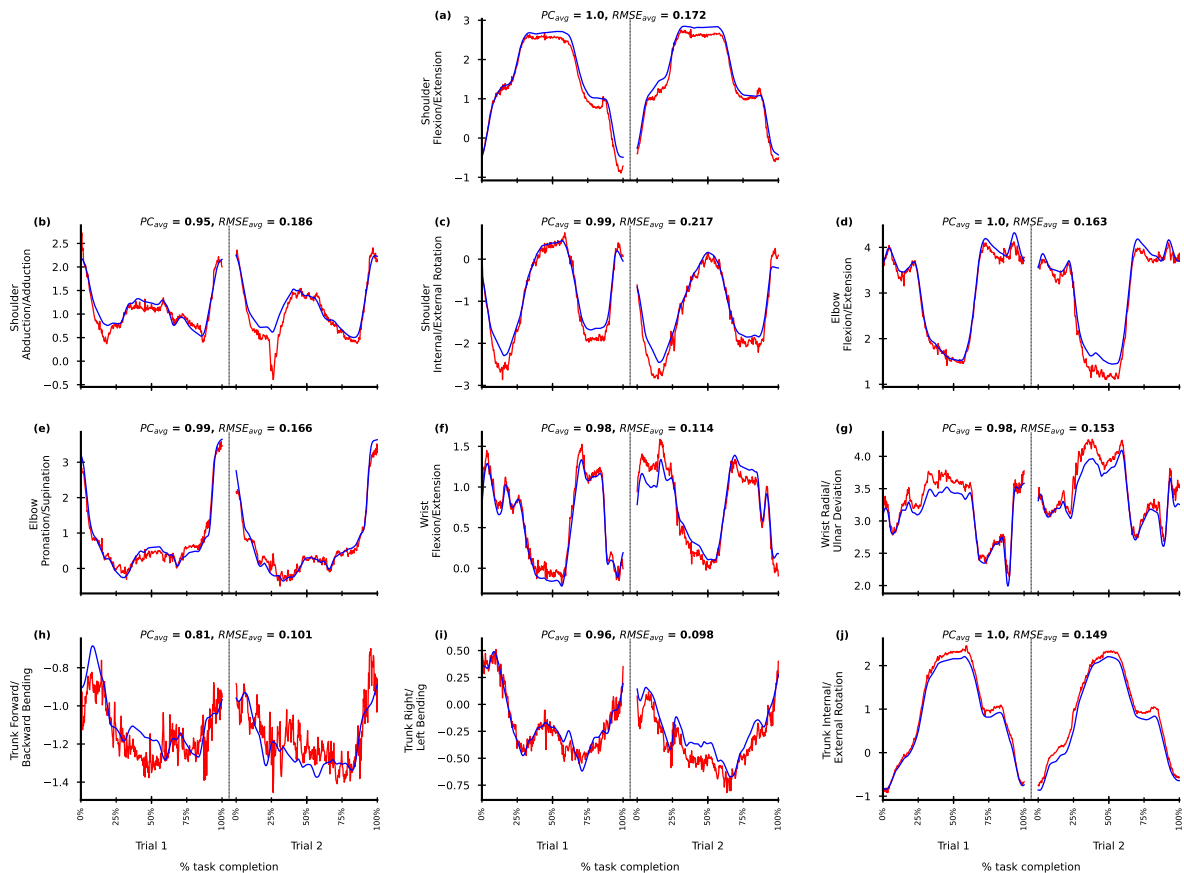 (a) PCavg = 1.0, RMSEavg = 0.172
Shoulder
Flexion/Extension
3
2
1
0
−1
(b) PCavg = 0.95, RMSEavg = 0.186
Shoulder
Abduction/Adduction
2.5
2.0
1.5
1.0
0.5
0.0
−0.5
(c) PCavg = 0.99, RMSEavg = 0.217
Shoulder
Internal/External Rotation
0
−1
−2
−3
(d) PCavg = 1.0, RMSEavg = 0.163
Elbow
Flexion/Extension
4
3
2
1
(e) PCavg = 0.99, RMSEavg = 0.166
Elbow
Pronation/Supination
3
2
1
0
(f) PCavg = 0.98, RMSEavg = 0.114
Wrist
Flexion/Extension
1.5
1.0
0.5
0.0
(g) PCavg = 0.98, RMSEavg = 0.153
Wrist Radial/
Ulnar Deviation
4.0
3.5
3.0
2.5
2.0
(h) PCavg = 0.81, RMSEavg = 0.101
Trunk Forward/
Backward Bending
−0.8
−1.0
−1.2
−1.4
0% 25% 50% 75% 100% 0% 25% 50% 75% 100%
Trial 1 Trial 2
% task completion
(i) PCavg = 0.96, RMSEavg = 0.098
Trunk Right/
Left Bending
0.50
0.25
0.00
−0.25
−0.50
−0.75
0% 25% 50% 75% 100% 0% 25% 50% 75% 100%
Trial 1 Trial 2
% task completion
(j) PCavg = 1.0, RMSEavg = 0.149
Trunk Internal/
External Rotation
2
1
0
−1
0% 25% 50% 75% 100% 0% 25% 50% 75% 100%
Trial 1 Trial 2
% task completion